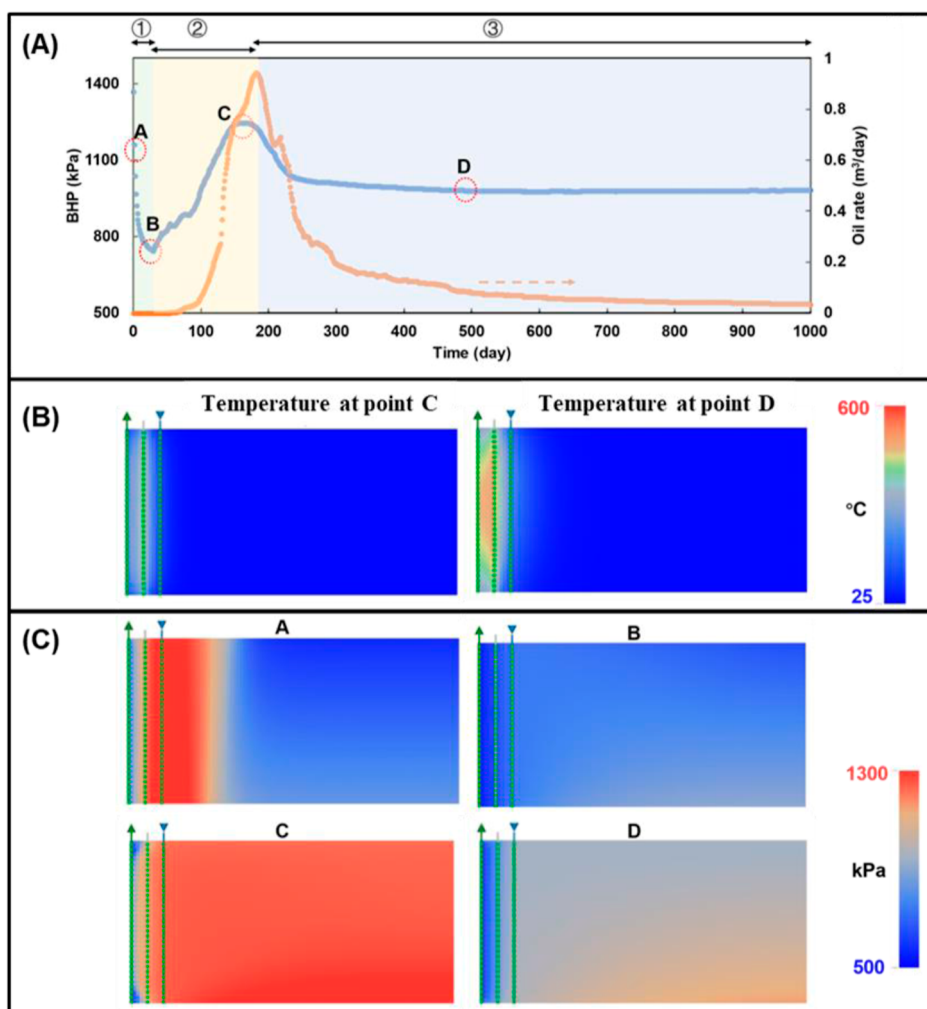 (A)
① ② ③
1400
1100
800
500
BHP (kPa)
A
B
C
D
1
0.8
0.6
0.4
0.2
0
Oil rate (m³/day)
0 100 200 300 400 500 600 700 800 900 1000
Time (day)
(B)
Temperature at point C
Temperature at point D
600
°C
25
(C)
A
B
C
D
1300
kPa
500